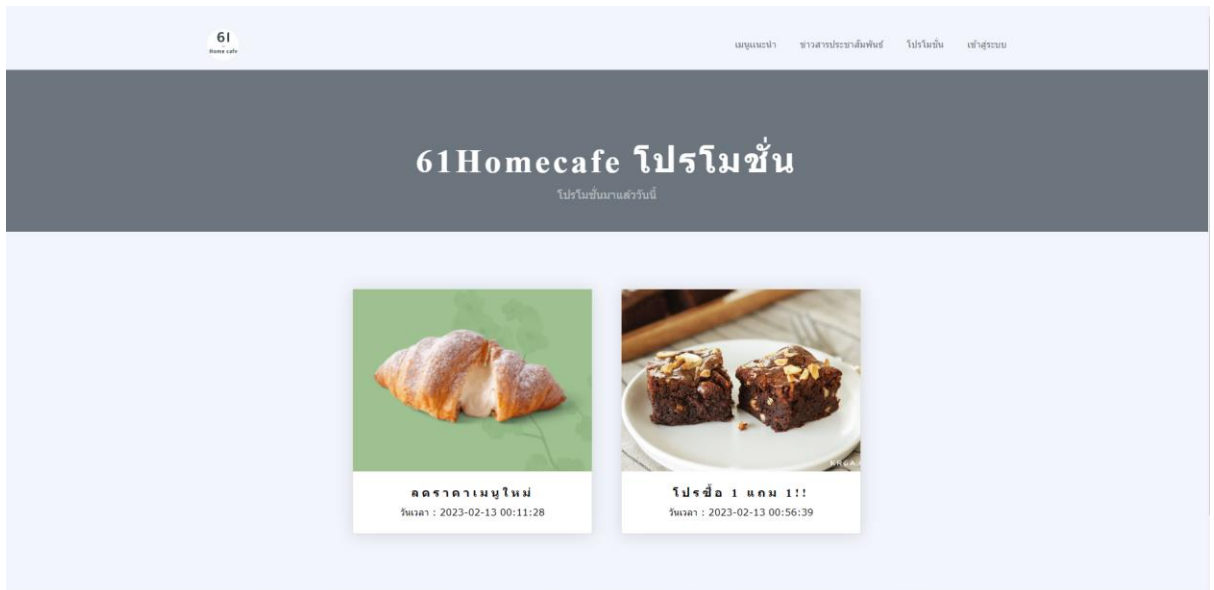 61
Home cafe
เมนูแนะนำ ข่าวสารประชาสัมพันธ์ โปรโมชั่น เข้าสู่ระบบ
61Homecafe โปรโมชั่น
โปรโมชั่นมาแล้ววันนี้
ลดราคาเมนูใหม่
วันเวลา : 2023-02-13 00:11:28
โปรซื้อ 1 แถม 1!!
วันเวลา : 2023-02-13 00:56:39